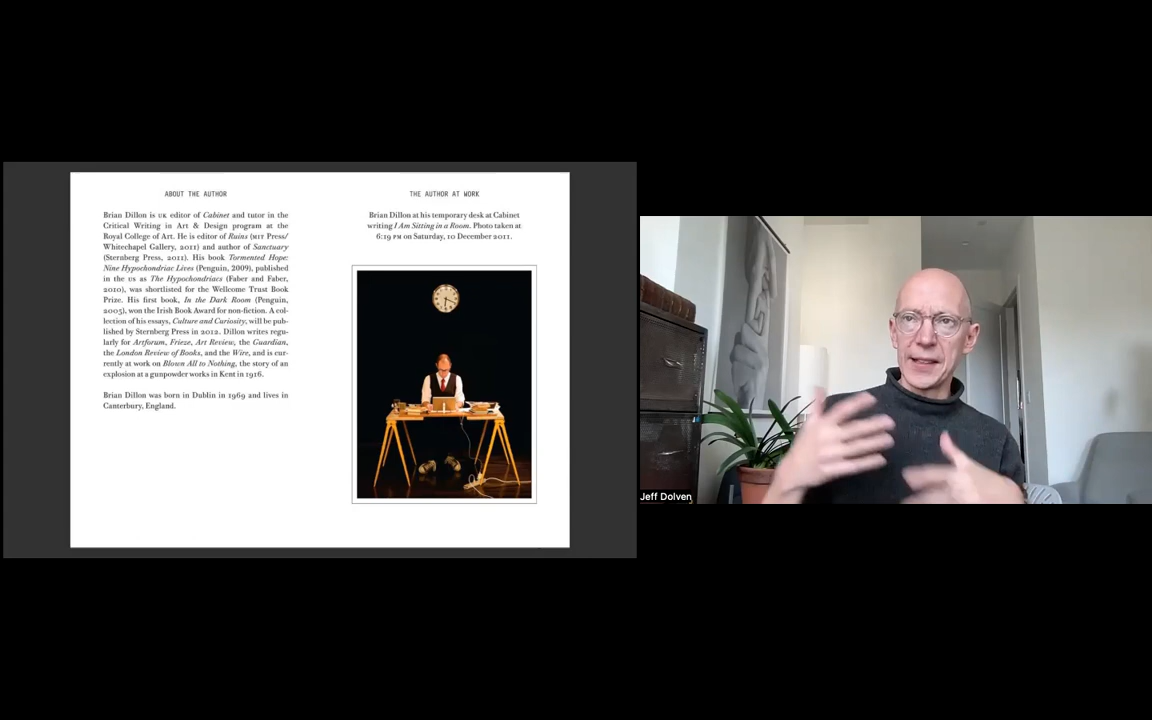 ABOUT THE AUTHOR
Brian Dillon is UK editor of Cabinet and tutor in the
Critical Writing in Art & Design program at the
Royal College of Art. He is editor of Ruins (MIT Press/
Whitechapel Gallery, 2011) and author of Sanctuary
(Sternberg Press, 2011). His book Tormented Hope:
Nine Hypochondriac Lives (Penguin, 2009), published
in the US as The Hypochondriacs (Faber and Faber,
2010), was shortlisted for the Wellcome Trust Book
Prize. His first book, In the Dark Room (Penguin,
2005), won the Irish Book Award for non-fiction. A col-
lection of his essays, Culture and Curiosity, will be pub-
lished by Sternberg Press in 2012. Dillon writes regu-
larly for Artforum, Frieze, Art Review, the Guardian,
the London Review of Books, and the Wire, and is cur-
rently at work on Blown All to Nothing, the story of an
explosion at a gunpowder works in Kent in 1916.
Brian Dillon was born in Dublin in 1969 and lives in
Canterbury, England.
THE AUTHOR AT WORK
Brian Dillon at his temporary desk at Cabinet
writing I Am Sitting in a Room. Photo taken at
6:19 PM on Saturday, 10 December 2011.
Jeff Dolven